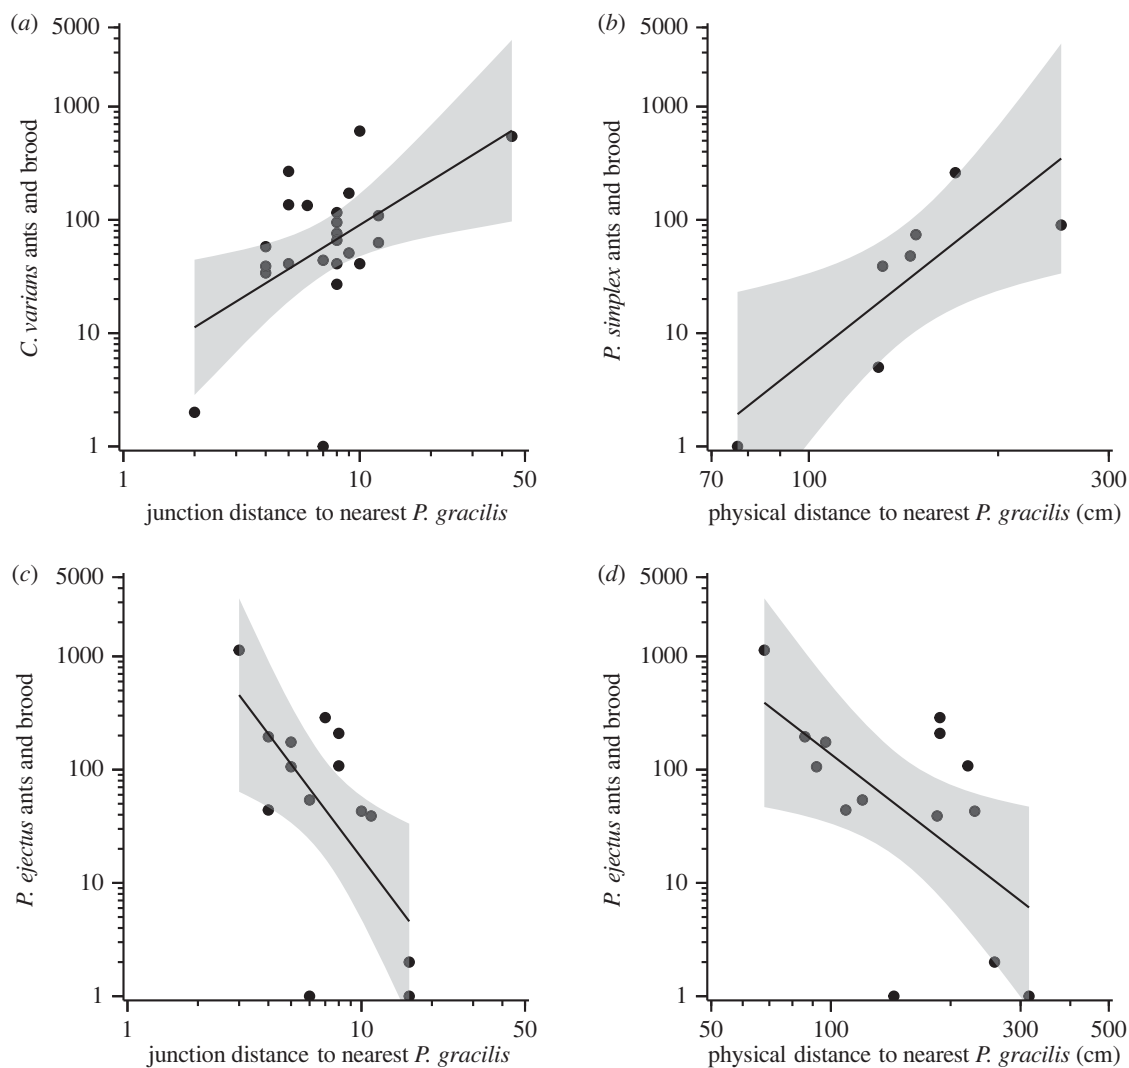 (a)
5000
1000
100
10
1
C. varians ants and brood
1
10
50
junction distance to nearest P. gracilis
(b)
5000
1000
100
10
1
P. simplex ants and brood
70
100
300
physical distance to nearest P. gracilis (cm)
(c)
5000
1000
100
10
1
P. ejectus ants and brood
1
10
50
junction distance to nearest P. gracilis
(d)
5000
1000
100
10
1
P. ejectus ants and brood
50
100
300
500
physical distance to nearest P. gracilis (cm)